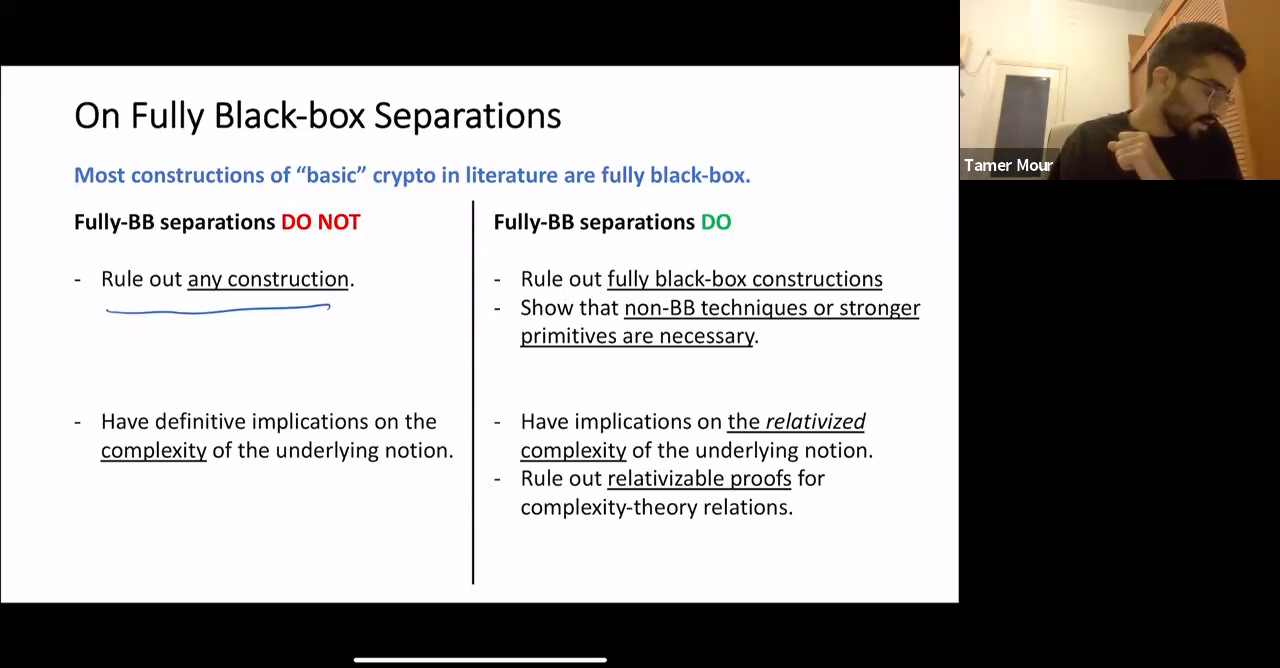 On Fully Black-box Separations
Most constructions of “basic” crypto in literature are fully black-box.
Fully-BB separations DO NOT
- Rule out any construction.
- Have definitive implications on the
complexity of the underlying notion.
Fully-BB separations DO
- Rule out fully black-box constructions
- Show that non-BB techniques or stronger
primitives are necessary.
- Have implications on the relativized
complexity of the underlying notion.
- Rule out relativizable proofs for
complexity-theory relations.
Tamer Mour